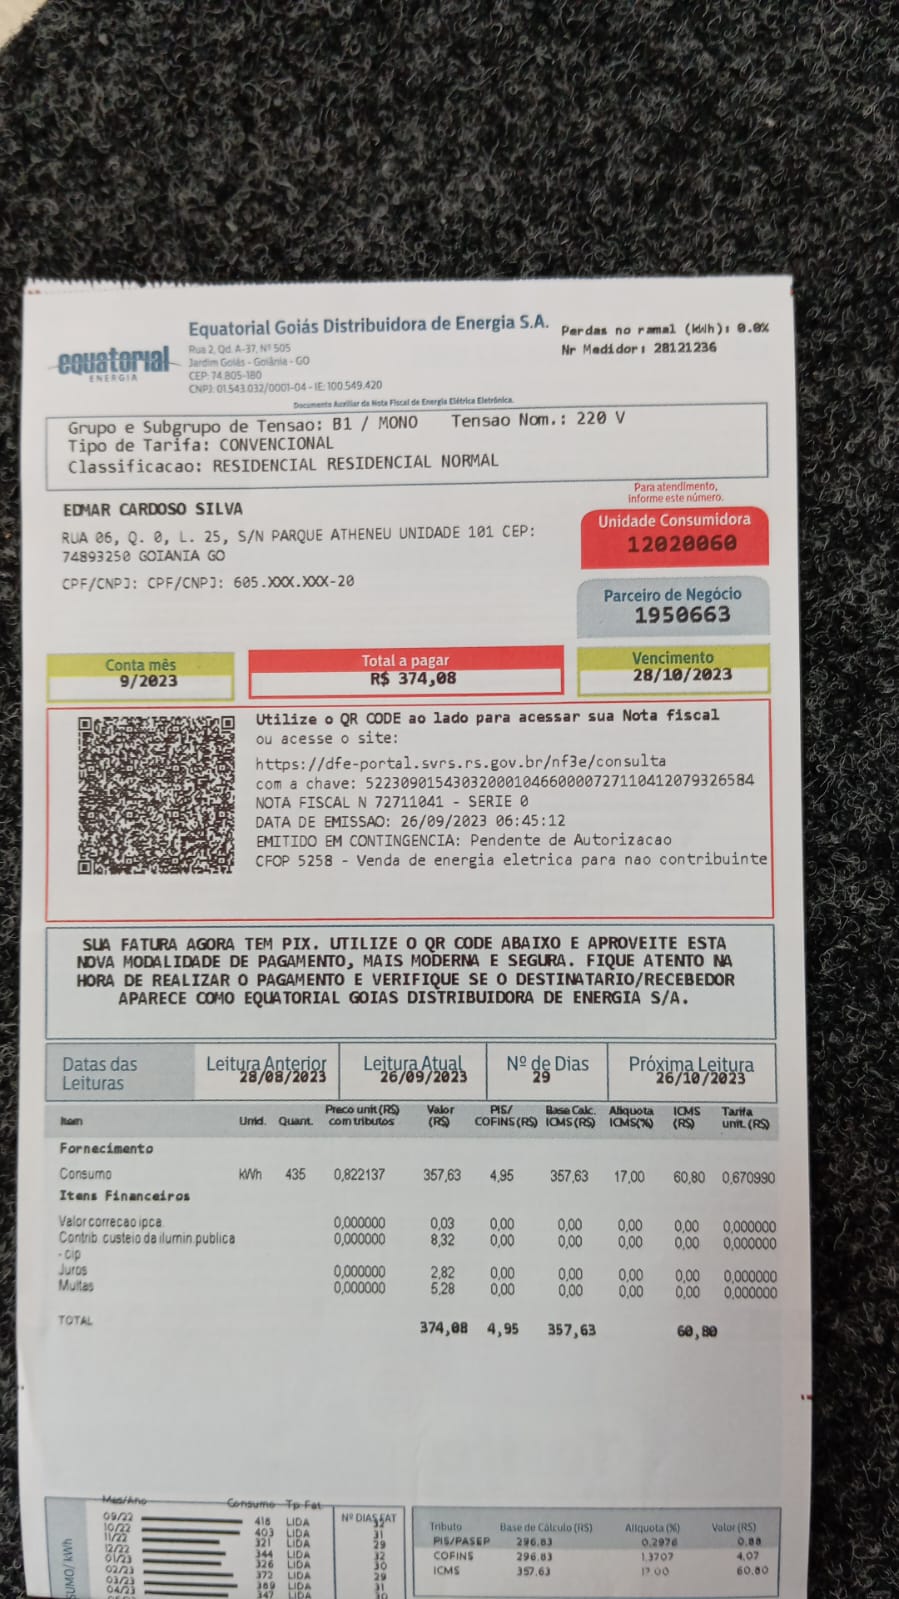 equatorial
ENERGIA
Equatorial Goiás Distribuidora de Energia S.A.
Rua 2, Qd. A-37, Nº 505
Jardim Goiás - Goiânia - GO
CEP: 74.805-180
CNPJ: 01.543.032/0001-04 - IE: 100.549.420
Perdas no ramal (kWh): 0.0%
Nr Medidor: 28121236
Documento Auxiliar da Nota Fiscal de Energia Elétrica Eletrônica.
Grupo e Subgrupo de Tensao: B1 / MONO Tensao Nom.: 220 V
Tipo de Tarifa: CONVENCIONAL
Classificacao: RESIDENCIAL RESIDENCIAL NORMAL
EDMAR CARDOSO SILVA
RUA 06, Q. 0, L. 25, S/N PARQUE ATHENEU UNIDADE 101 CEP:
74893250 GOIANIA GO
CPF/CNPJ: CPF/CNPJ: 605.XXX.XXX-20
Para atendimento,
informe este número.
Unidade Consumidora
12020060
Parceiro de Negócio
1950663
Conta mês
9/2023
Total a pagar
R$ 374,08
Vencimento
28/10/2023
Utilize o QR CODE ao lado para acessar sua Nota fiscal
ou acesse o site:
https://dfe-portal.svrs.rs.gov.br/nf3e/consulta
com a chave: 52230901543032000104660000727110412079326584
NOTA FISCAL N 72711041 - SERIE 0
DATA DE EMISSAO: 26/09/2023 06:45:12
EMITIDO EM CONTINGENCIA: Pendente de Autorizacao
CFOP 5258 - Venda de energia eletrica para nao contribuinte
SUA FATURA AGORA TEM PIX. UTILIZE O QR CODE ABAIXO E APROVEITE ESTA
NOVA MODALIDADE DE PAGAMENTO, MAIS MODERNA E SEGURA. FIQUE ATENTO NA
HORA DE REALIZAR O PAGAMENTO E VERIFIQUE SE O DESTINATARIO/RECEBEDOR
APARECE COMO EQUATORIAL GOIAS DISTRIBUIDORA DE ENERGIA S/A.
Datas das Leituras
Leitura Anterior
28/08/2023
Leitura Atual
26/09/2023
Nº de Dias
29
Próxima Leitura
26/10/2023
Item Unid. Quant. Preco unit (R$) com tributos Valor (R$) PIS/ COFINS (R$) Base Calc. ICMS (R$) Aliquota ICMS(%) ICMS (R$) Tarifa unit. (R$)
Fornecimento
Consumo kWh 435 0,822137 357,63 4,95 357,63 17,00 60,80 0,670990
Itens Financeiros
Valor correcao ipca 0,000000 0,03 0,00 0,00 0,00 0,00 0,000000
Contrib. custeio da ilumin. publica 0,000000 8,32 0,00 0,00 0,00 0,00 0,000000
- cip
Juros 0,000000 2,82 0,00 0,00 0,00 0,00 0,000000
Multas 0,000000 5,28 0,00 0,00 0,00 0,00 0,000000
TOTAL 374,08 4,95 357,63 60,80
Mes/Ano Consumo Tp Fat Nº DIAS FAT
09/22 418 LIDA 32
10/22 403 LIDA 31
11/22 321 LIDA 29
12/22 344 LIDA 32
01/23 326 LIDA 30
02/23 372 LIDA 29
03/23 LIDA 31
04/23 347 LIDA
Tributo Base de Cálculo (R$) Alíquota (%) Valor (R$)
PIS/PASEP 296.83 0.2976 0.88
COFINS 296.83 1.3707 4,07
ICMS 357.63 17.00 60.80